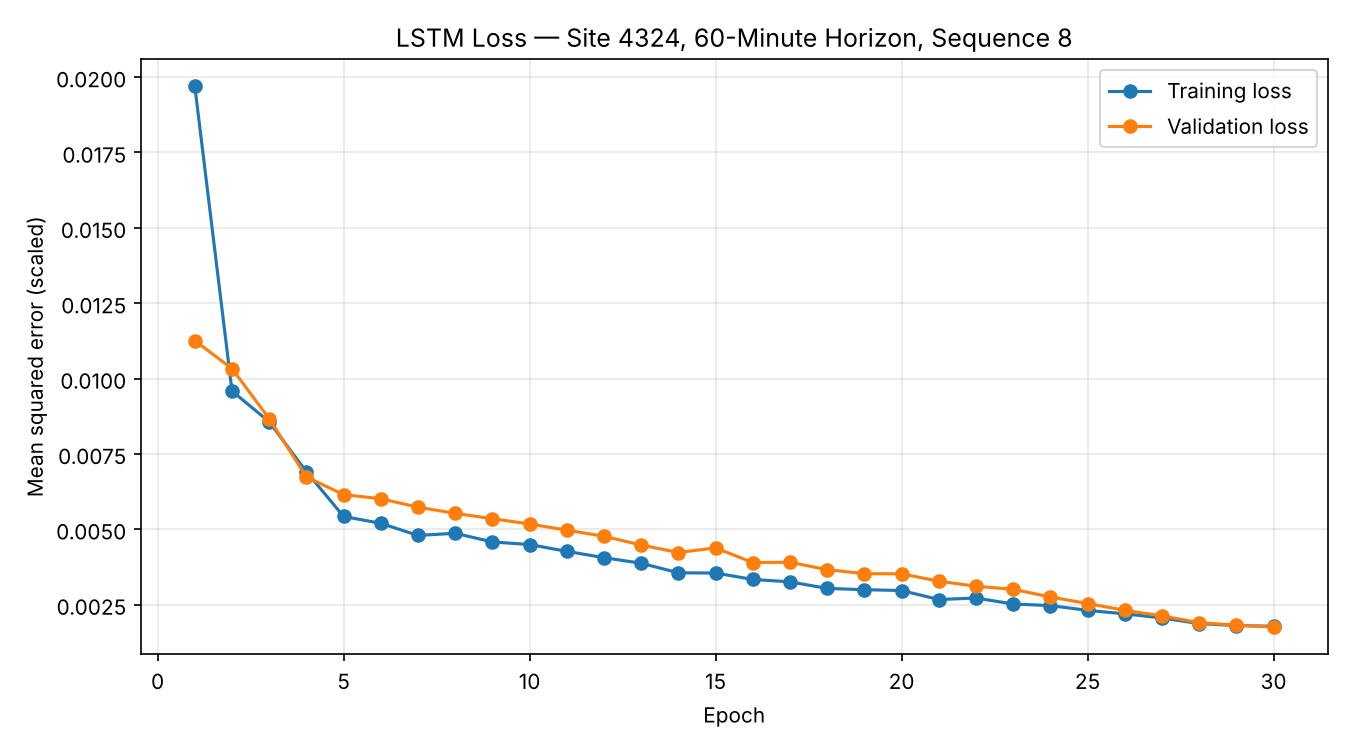 LSTM Loss — Site 4324, 60-Minute Horizon, Sequence 8
Training loss
Validation loss
Mean squared error (scaled)
0.0200
0.0175
0.0150
0.0125
0.0100
0.0075
0.0050
0.0025
0 5 10 15 20 25 30
Epoch